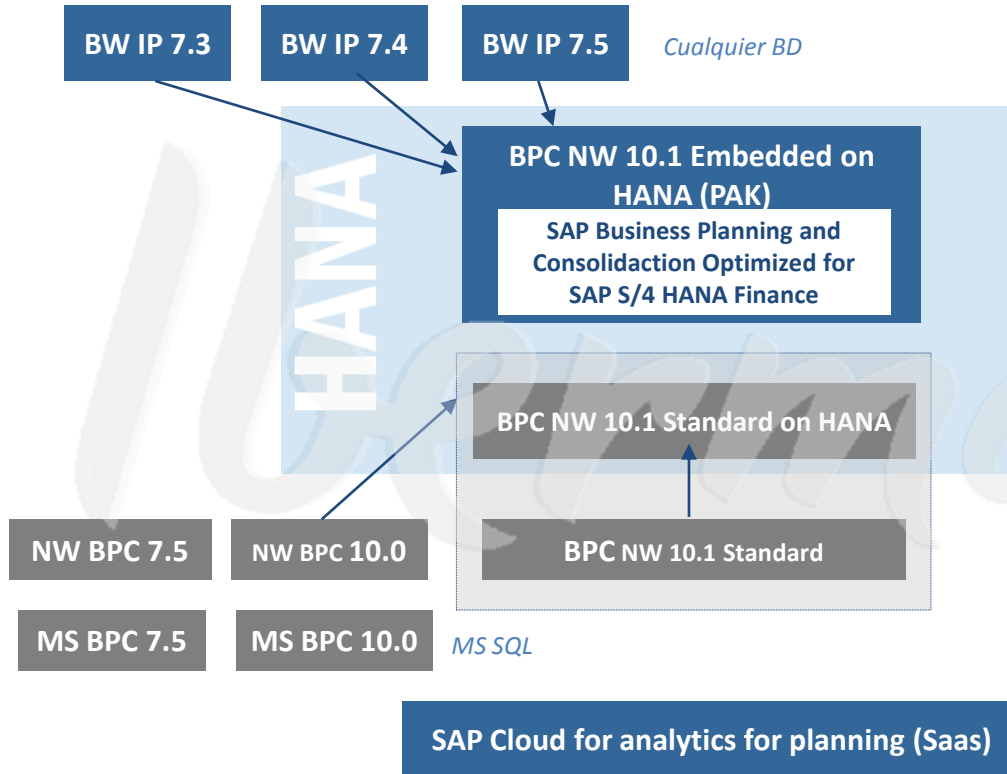 BW IP 7.3
BW IP 7.4
BW IP 7.5
Cualquier BD
HANA
BPC NW 10.1 Embedded on
HANA (PAK)
SAP Business Planning and
Consolidaction Optimized for
SAP S/4 HANA Finance
BPC NW 10.1 Standard on HANA
NW BPC 7.5
NW BPC 10.0
BPC NW 10.1 Standard
MS BPC 7.5
MS BPC 10.0
MS SQL
SAP Cloud for analytics for planning (Saas)